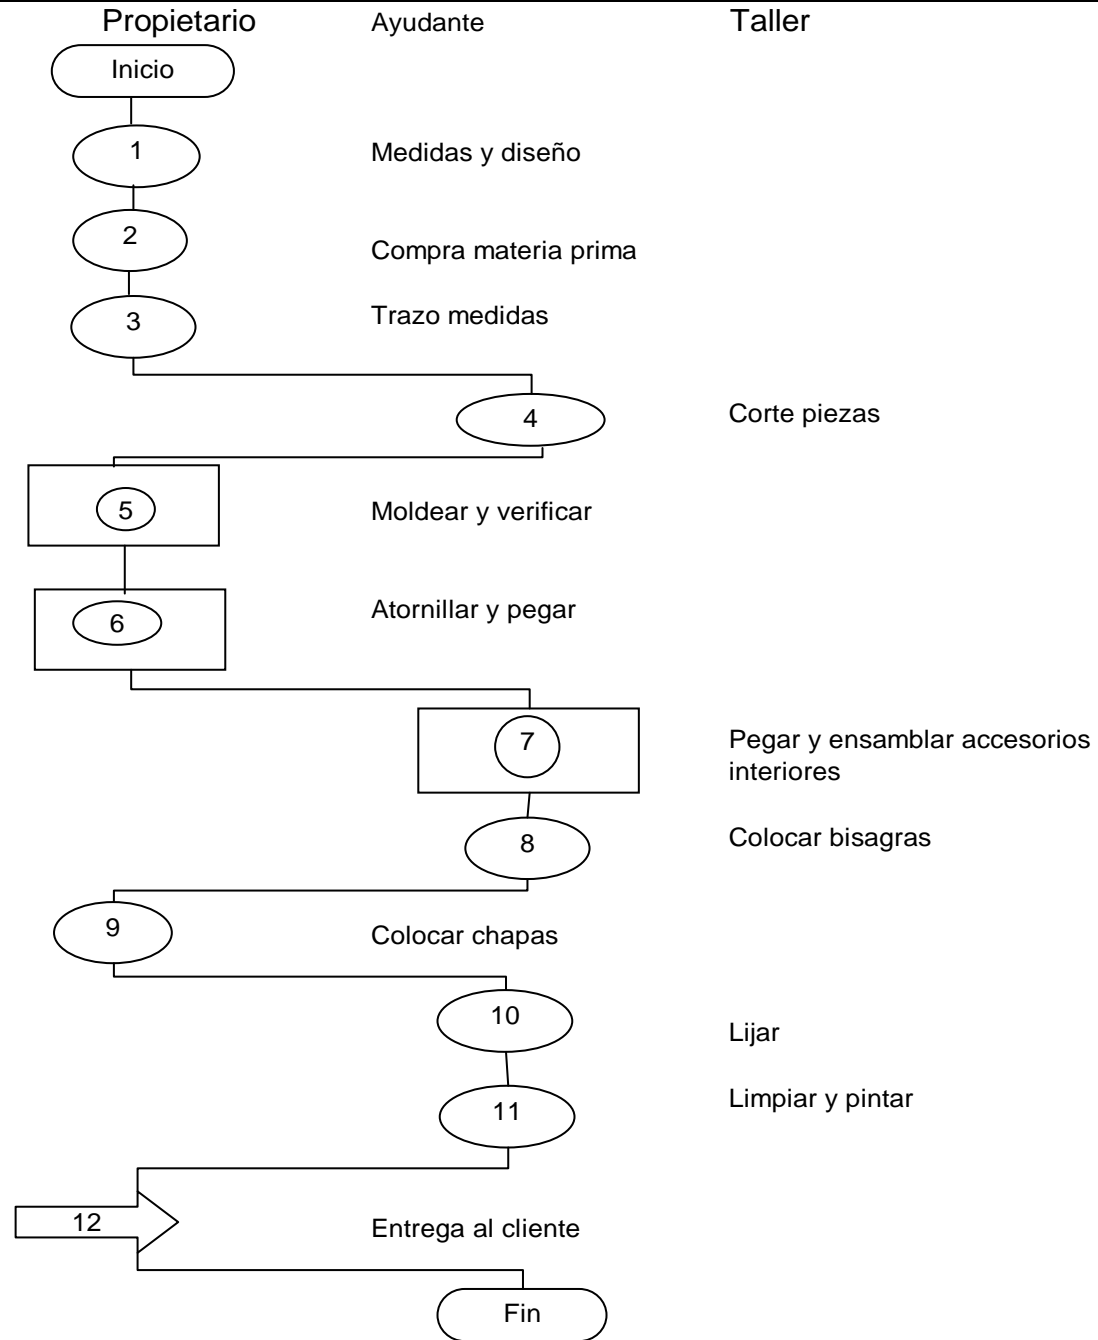 Propietario Ayudante Taller
Inicio
1 Medidas y diseño
2 Compra materia prima
3 Trazo medidas
4 Corte piezas
5 Moldear y verificar
6 Atornillar y pegar
7 Pegar y ensamblar accesorios
interiores
8 Colocar bisagras
9 Colocar chapas
10 Lijar
11 Limpiar y pintar
12 Entrega al cliente
Fin